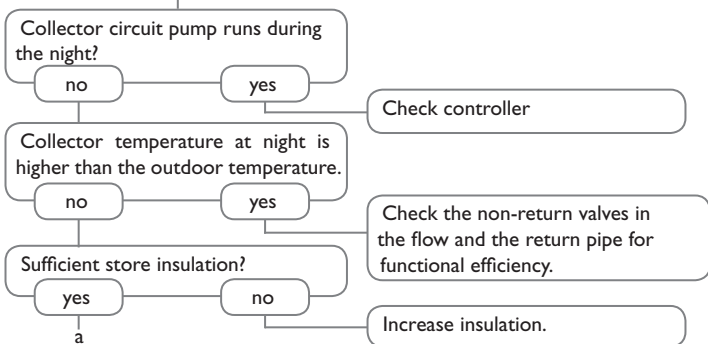 Collector circuit pump runs during
the night?
no
yes
Check controller
Collector temperature at night is
higher than the outdoor temperature.
no
yes
Check the non-return valves in
the flow and the return pipe for
functional efficiency.
Sufficient store insulation?
yes
no
Increase insulation.
a